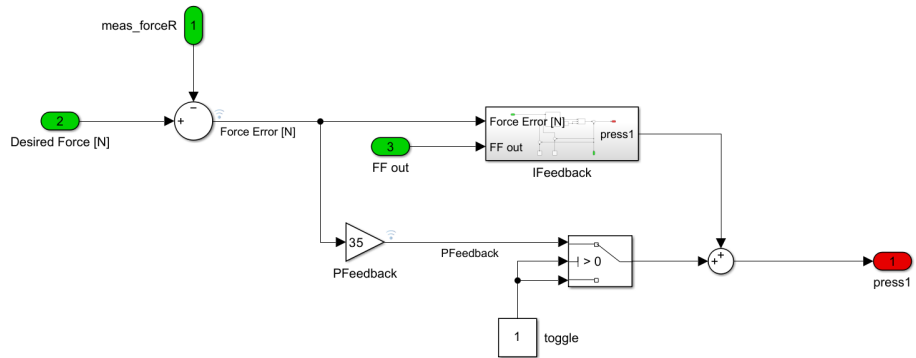 meas_forceR
1
−
2
+
Desired Force [N]
Force Error [N]
Force Error [N]
press1
FF out
3
FF out
IFeedback
35
PFeedback
PFeedback
> 0
+
+
1
press1
1
toggle